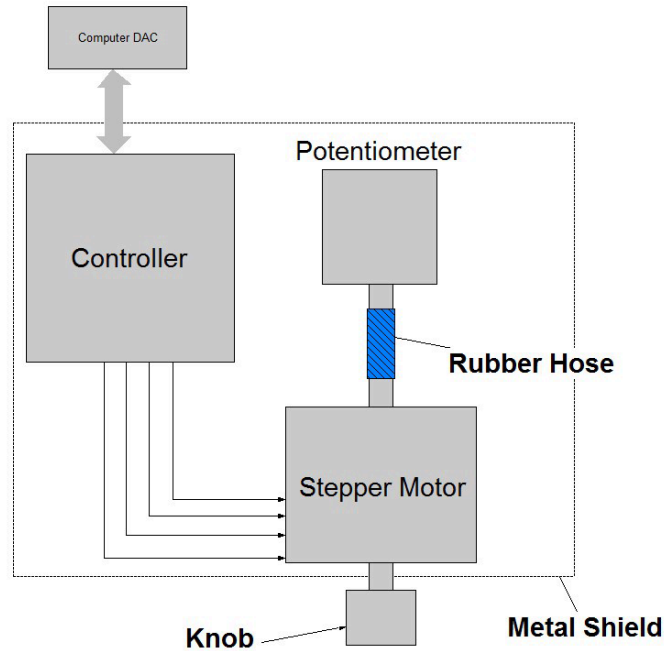 Computer DAC
Potentiometer
Controller
Rubber Hose
Stepper Motor
Knob
Metal Shield